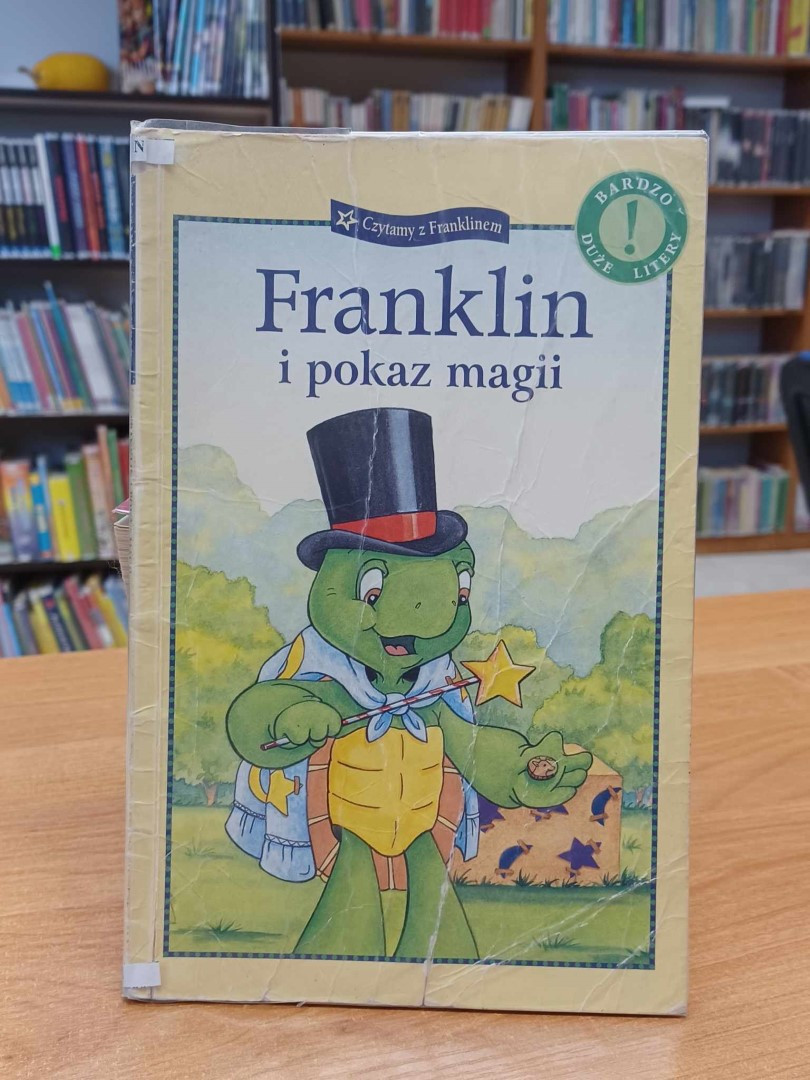 N
Czytamy z Franklinem
BARDZO
DUŻE LITERY
!
Franklin
i pokaz magii